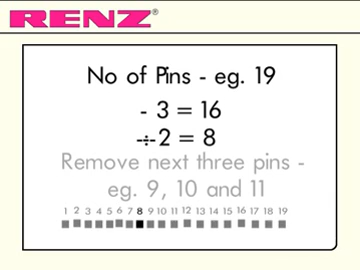 RENZ®
No of Pins - eg. 19
- 3 = 16
÷ 2 = 8
Remove next three pins -
eg. 9, 10 and 11
1 2 3 4 5 6 7 8 9 10 11 12 13 14 15 16 17 18 19